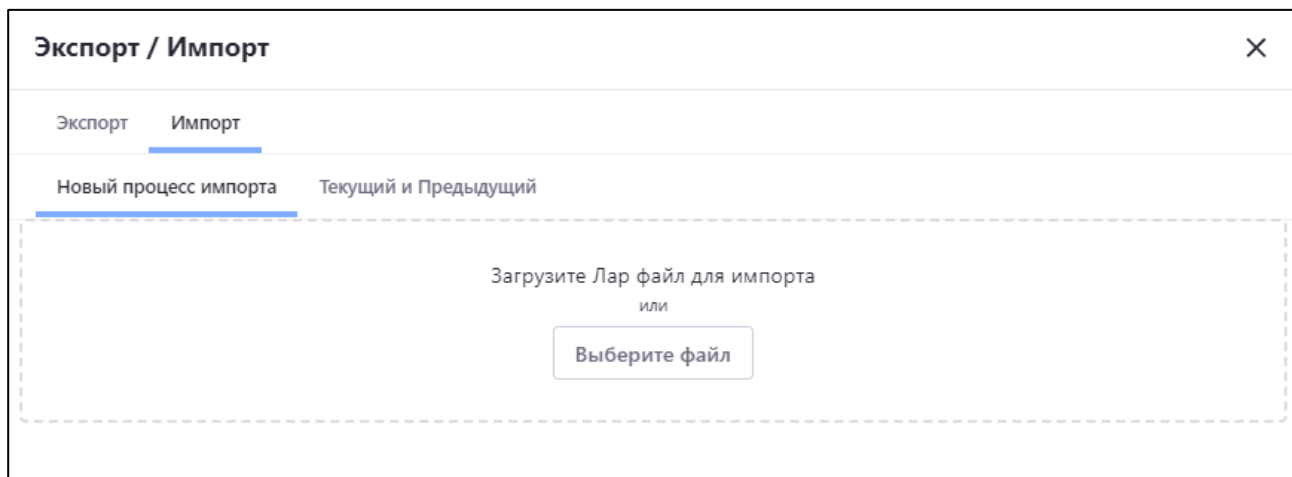 Экспорт / Импорт
Экспорт Импорт
Новый процесс импорта Текущий и Предыдущий
Загрузите Лар файл для импорта
или
Выберите файл